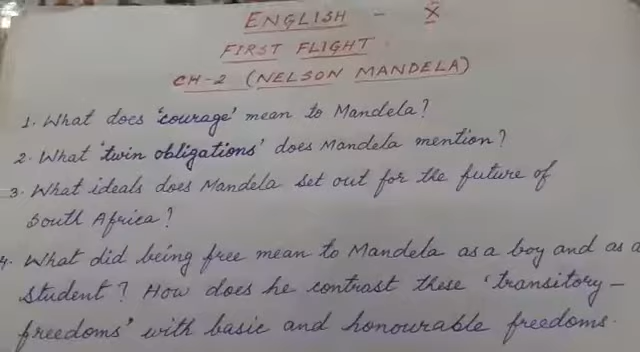 ENGLISH - X
FIRST FLIGHT
CH-2 (NELSON MANDELA)
1. What does 'courage' mean to Mandela?
2. What 'twin obligations' does Mandela mention?
3. What ideals does Mandela set out for the future of
South Africa?
4. What did being free mean to Mandela as a boy and as a
student? How does he contrast these 'transitory-
freedoms' with basic and honourable freedoms.